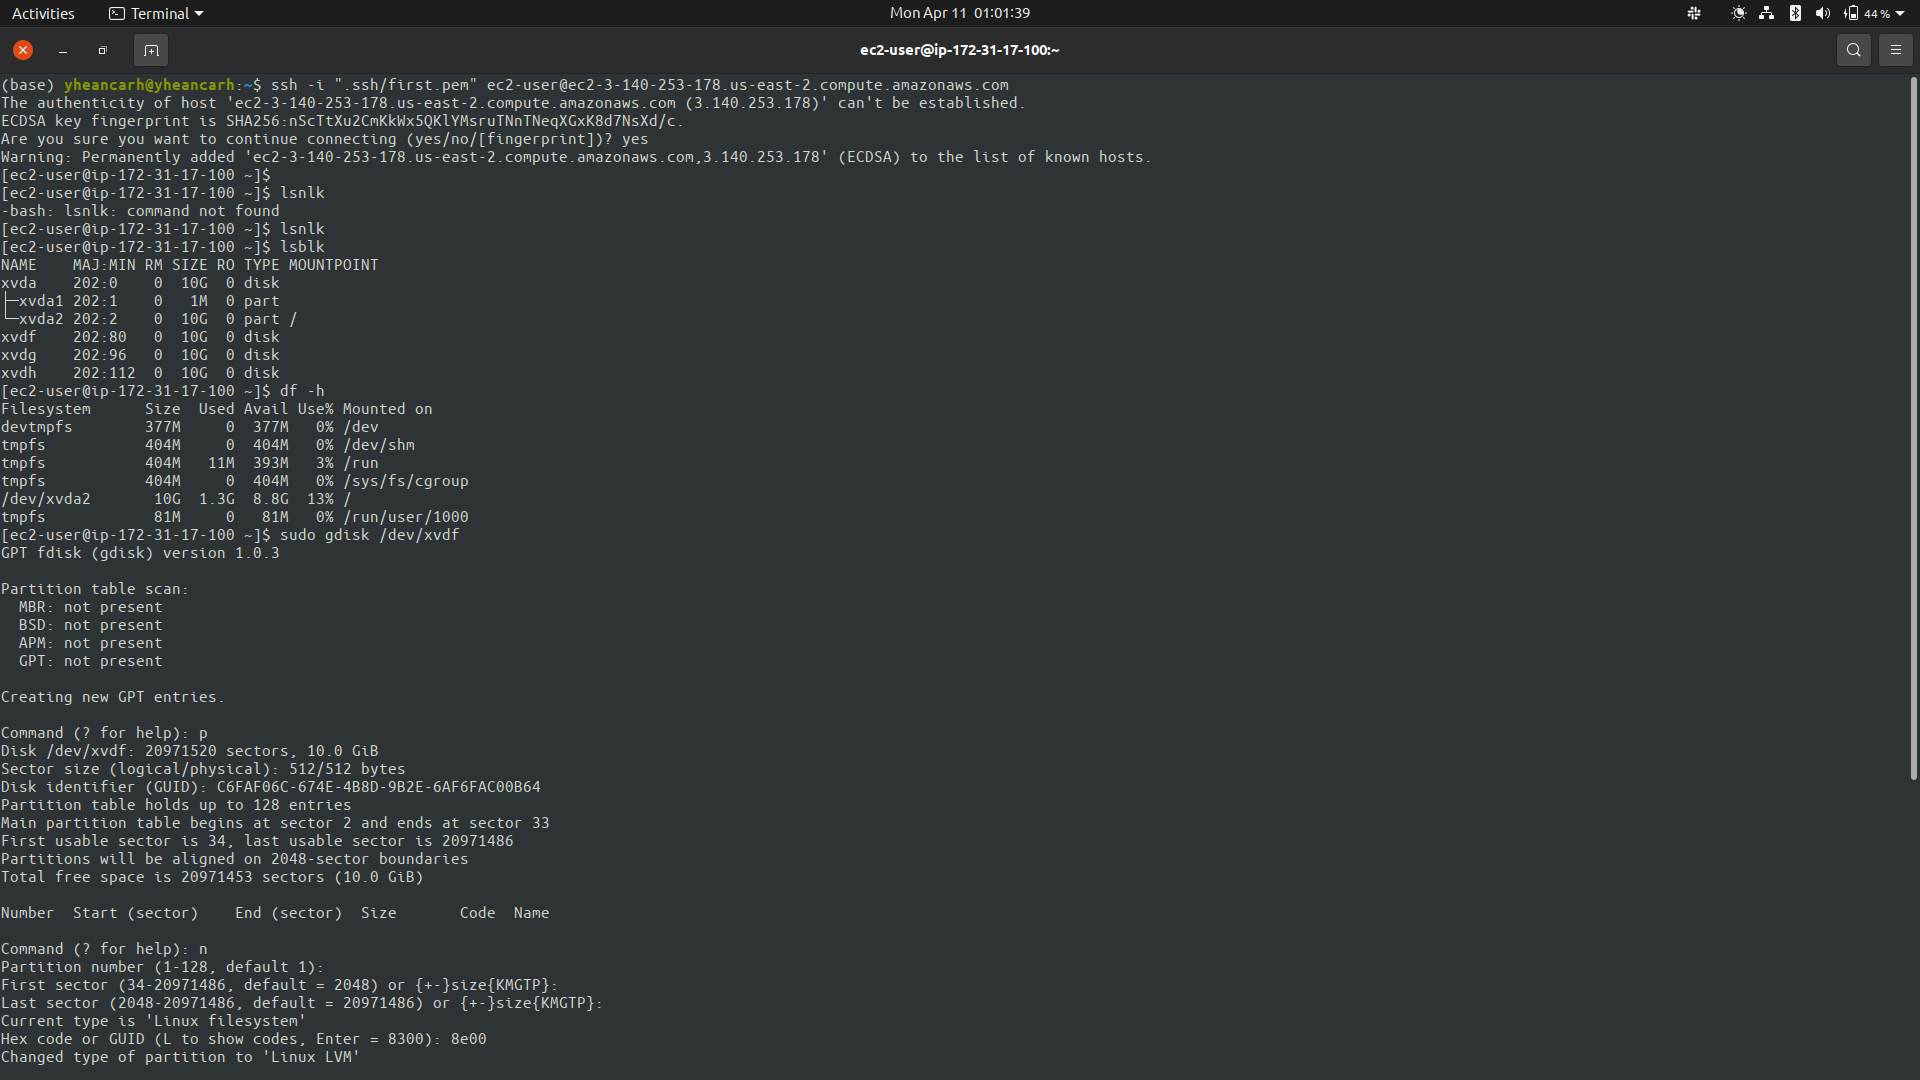 Activities
Terminal
Mon Apr 11 01:01:39
44 %
ec2-user@ip-172-31-17-100:~
(base) yheancarh@yheancarh:~$ ssh -i ".ssh/first.pem" ec2-user@ec2-3-140-253-178.us-east-2.compute.amazonaws.com
The authenticity of host 'ec2-3-140-253-178.us-east-2.compute.amazonaws.com (3.140.253.178)' can't be established.
ECDSA key fingerprint is SHA256:nScTtXu2CmKkWx5QKlYMsruTNnTNeqXGxK8d7NsXd/c.
Are you sure you want to continue connecting (yes/no/[fingerprint])? yes
Warning: Permanently added 'ec2-3-140-253-178.us-east-2.compute.amazonaws.com,3.140.253.178' (ECDSA) to the list of known hosts.
[ec2-user@ip-172-31-17-100 ~]$
[ec2-user@ip-172-31-17-100 ~]$ lsnlk
-bash: lsnlk: command not found
[ec2-user@ip-172-31-17-100 ~]$ lsnlk
[ec2-user@ip-172-31-17-100 ~]$ lsblk
NAME    MAJ:MIN RM SIZE RO TYPE MOUNTPOINT
xvda    202:0    0  10G  0 disk
├─xvda1 202:1    0   1M  0 part
└─xvda2 202:2    0  10G  0 part /
xvdf    202:80   0  10G  0 disk
xvdg    202:96   0  10G  0 disk
xvdh    202:112  0  10G  0 disk
[ec2-user@ip-172-31-17-100 ~]$ df -h
Filesystem      Size  Used Avail Use% Mounted on
devtmpfs        377M     0  377M   0% /dev
tmpfs           404M     0  404M   0% /dev/shm
tmpfs           404M   11M  393M   3% /run
tmpfs           404M     0  404M   0% /sys/fs/cgroup
/dev/xvda2       10G  1.3G  8.8G  13% /
tmpfs            81M     0   81M   0% /run/user/1000
[ec2-user@ip-172-31-17-100 ~]$ sudo gdisk /dev/xvdf
GPT fdisk (gdisk) version 1.0.3
Partition table scan:
  MBR: not present
  BSD: not present
  APM: not present
  GPT: not present
Creating new GPT entries.
Command (? for help): p
Disk /dev/xvdf: 20971520 sectors, 10.0 GiB
Sector size (logical/physical): 512/512 bytes
Disk identifier (GUID): C6FAF06C-674E-4B8D-9B2E-6AF6FAC00B64
Partition table holds up to 128 entries
Main partition table begins at sector 2 and ends at sector 33
First usable sector is 34, last usable sector is 20971486
Partitions will be aligned on 2048-sector boundaries
Total free space is 20971453 sectors (10.0 GiB)
Number  Start (sector)    End (sector)  Size       Code  Name
Command (? for help): n
Partition number (1-128, default 1):
First sector (34-20971486, default = 2048) or {+-}size{KMGTP}:
Last sector (2048-20971486, default = 20971486) or {+-}size{KMGTP}:
Current type is 'Linux filesystem'
Hex code or GUID (L to show codes, Enter = 8300): 8e00
Changed type of partition to 'Linux LVM'